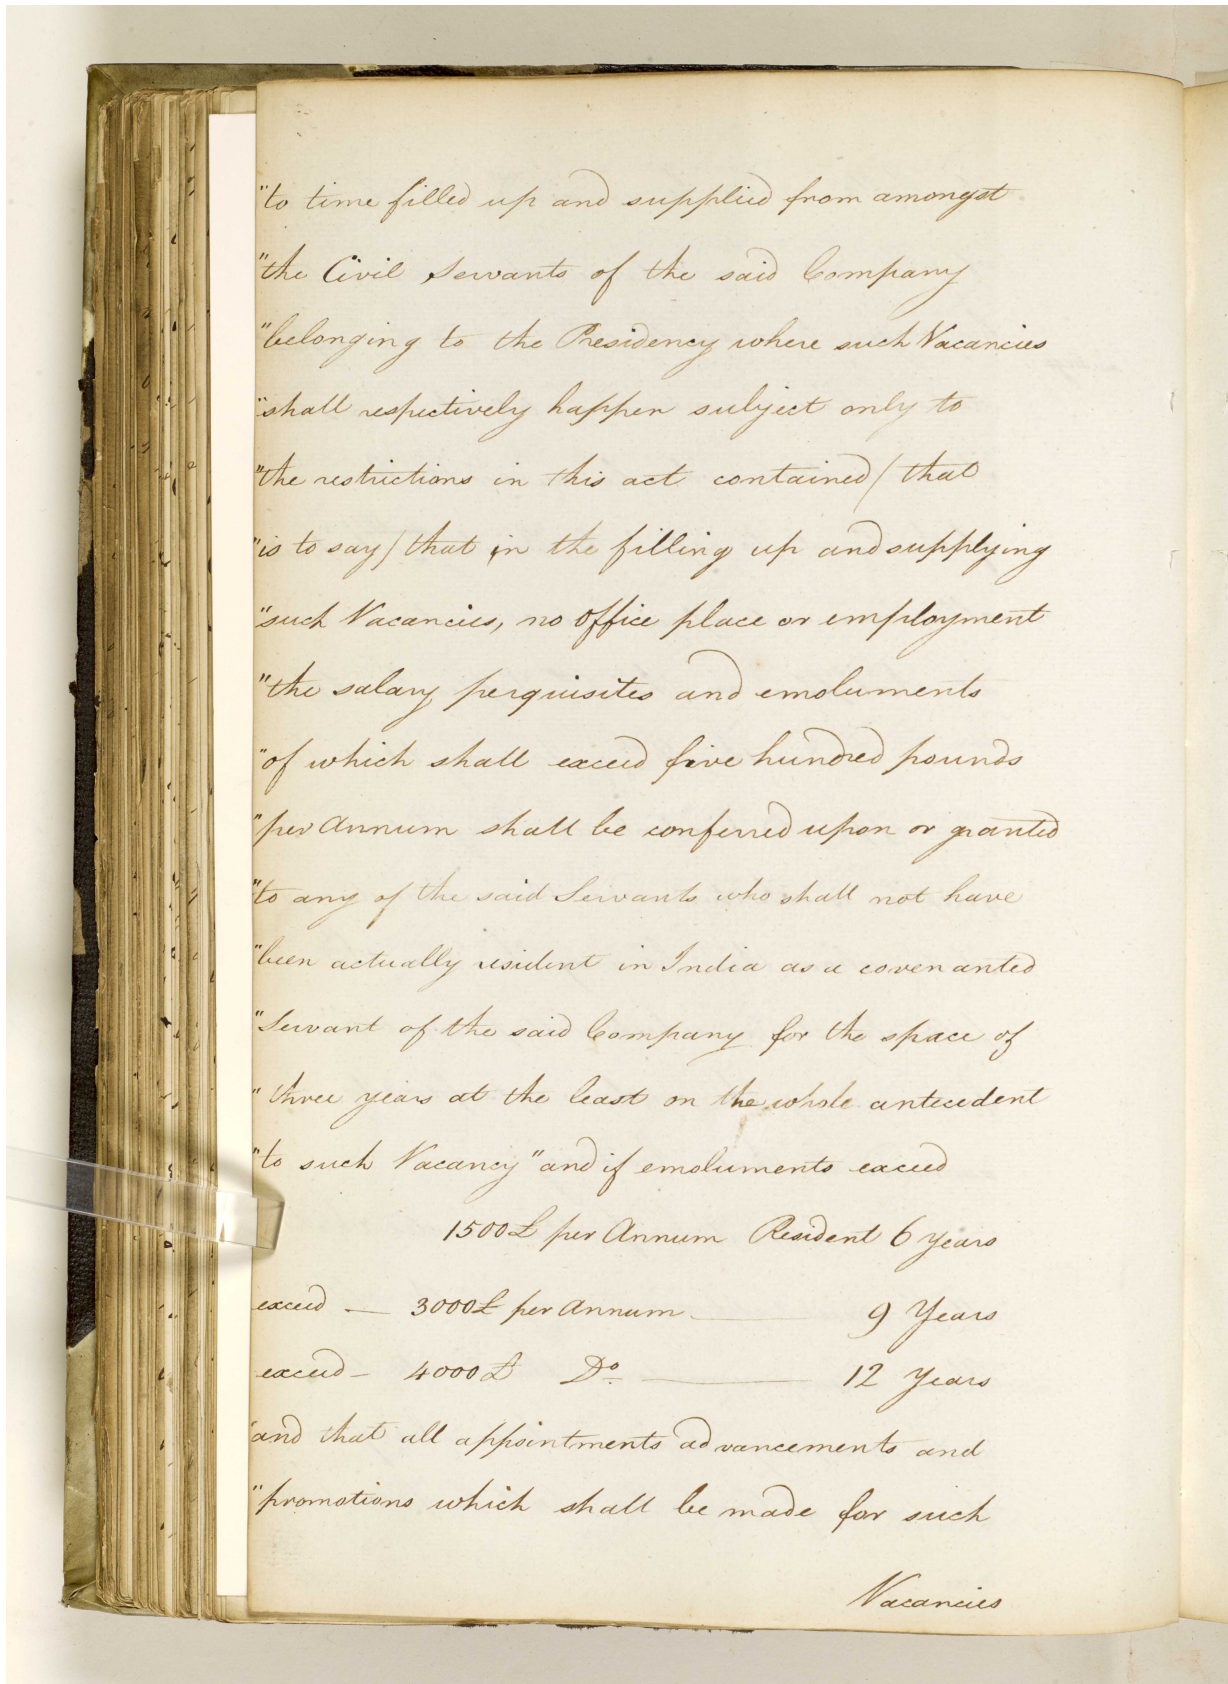 "to time filled up and supplied from amongst
"the Civil Servants of the said Company
"belonging to the Presidency where such Vacancies
"shall respectively happen subject only to
"the restrictions in this act contained / that
"is to say / that in the filling up and supplying
"such Vacancies, no office place or employment
"the salary perquisites and emoluments
"of which shall exceed five hundred pounds
"per Annum shall be conferred upon or granted
"to any of the said Servants who shall not have
"been actually resident in India as a covenanted
"Servant of the said Company for the space of
"three years at the least on the whole antecedent
"to such Vacancy" and if emoluments exceed
1500£ per Annum Resident 6 years
exceed — 3000£ per Annum — 9 Years
exceed — 4000£ Do. — 12 Years
"and that all appointments advancements and
"promotions which shall be made for such
Vacancies